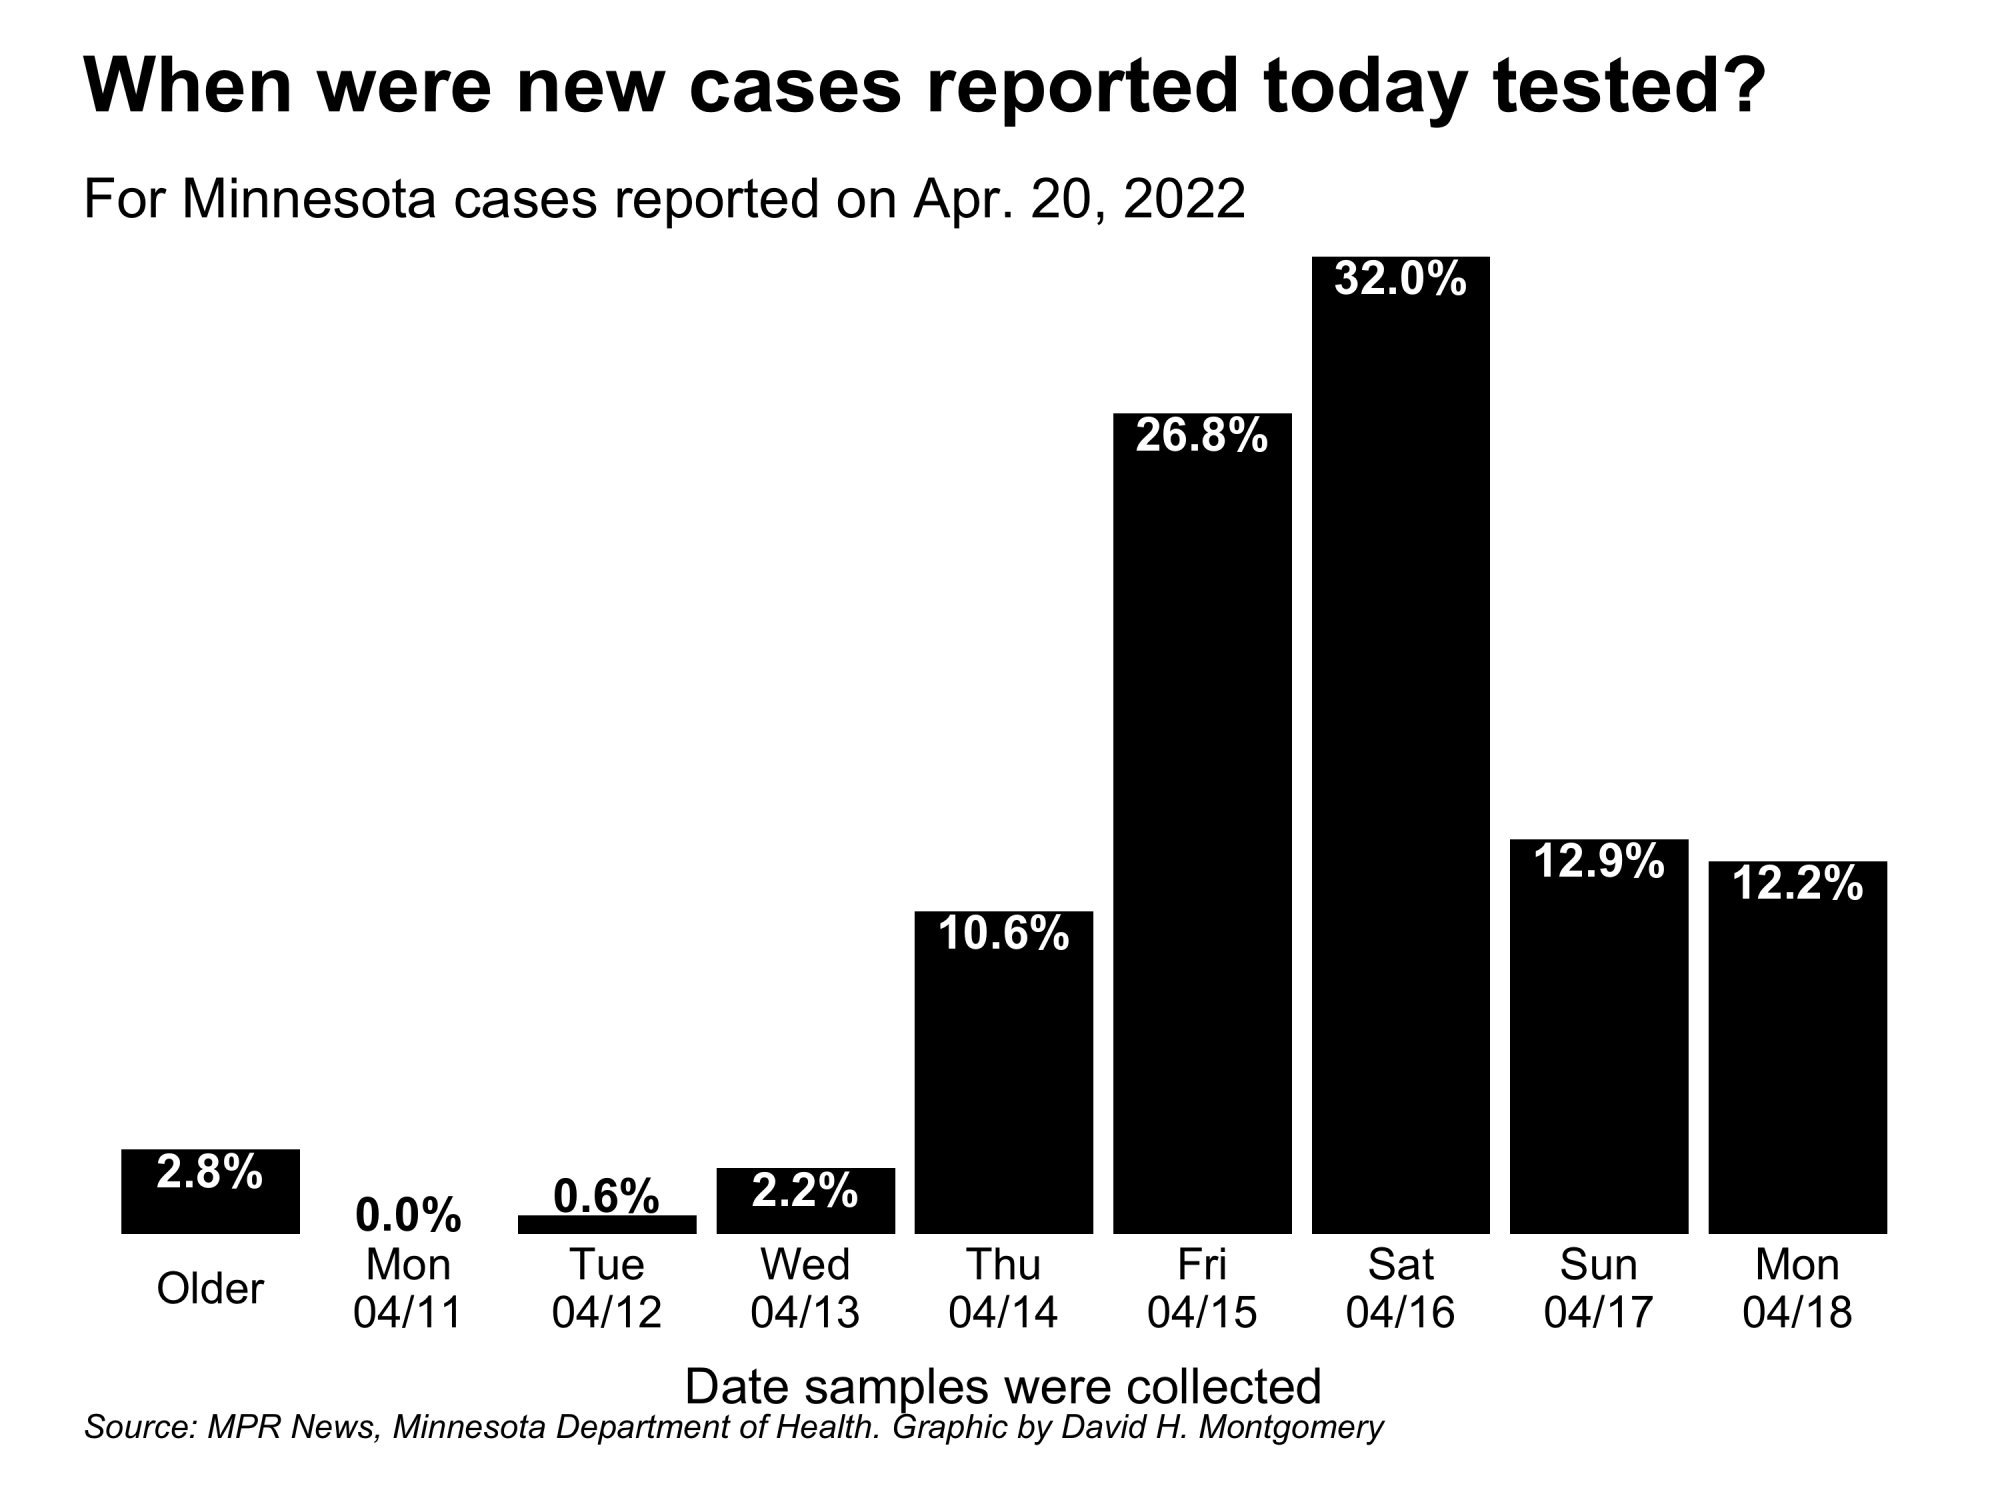 When were new cases reported today tested?
For Minnesota cases reported on Apr. 20, 2022
32.0%
26.8%
12.9%
12.2%
10.6%
2.8%
0.0%
0.6%
2.2%
Older
Mon
04/11
Tue
04/12
Wed
04/13
Thu
04/14
Fri
04/15
Sat
04/16
Sun
04/17
Mon
04/18
Date samples were collected
Source: MPR News, Minnesota Department of Health. Graphic by David H. Montgomery